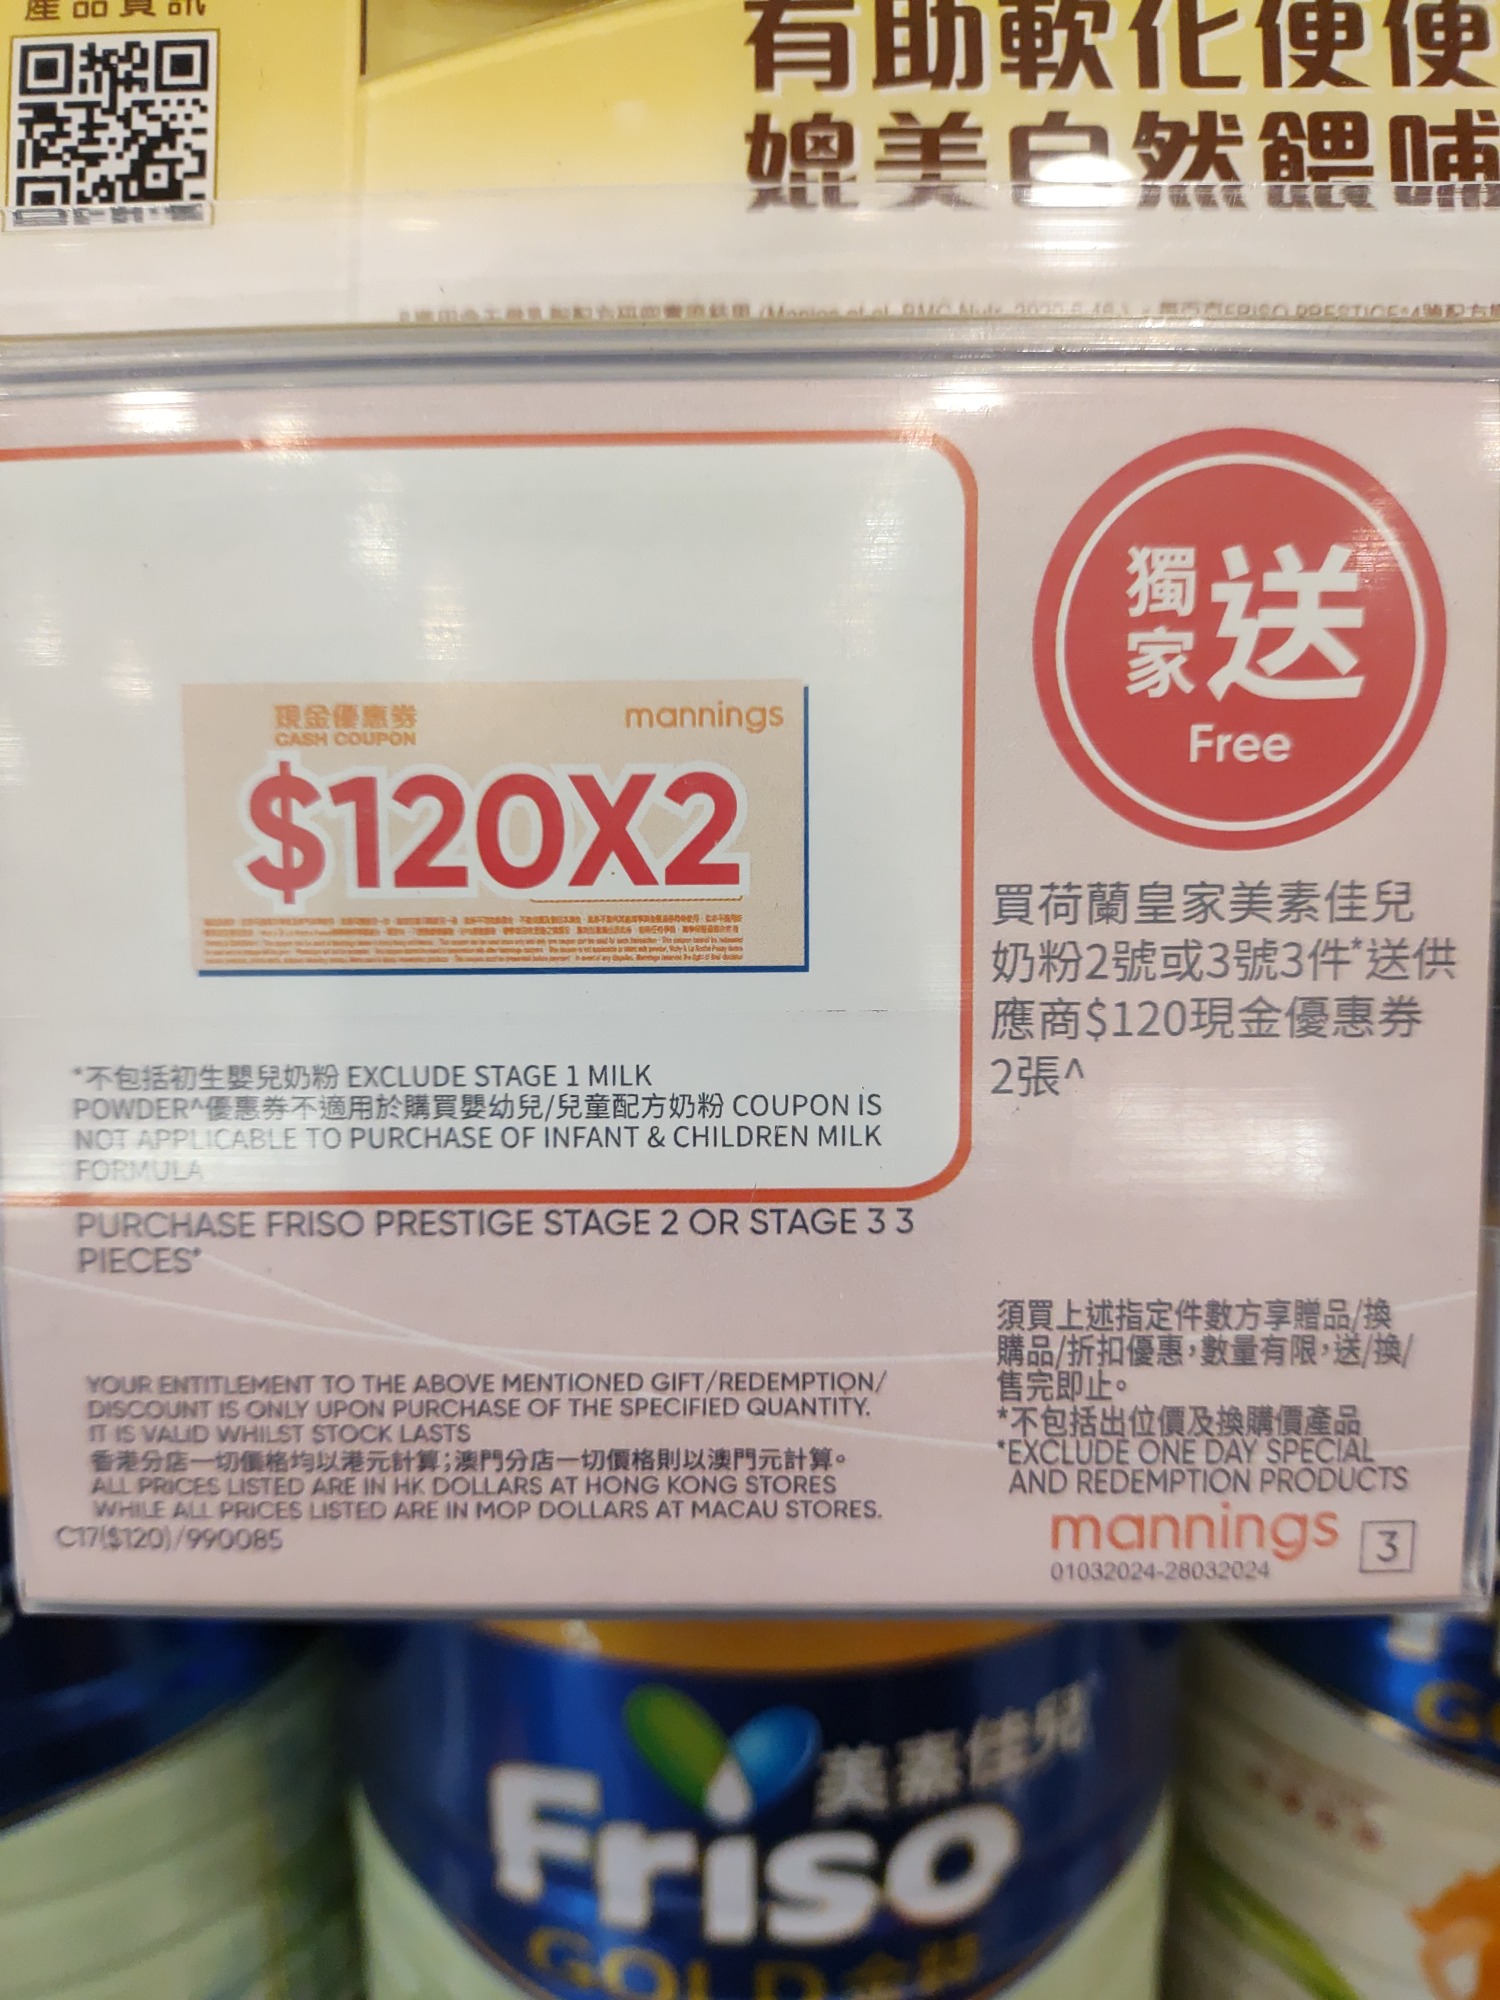 產品資訊
有助軟化便便
媲美自然餵哺
獨家送
Free
現金優惠券
CASH COUPON
mannings
$120X2
買荷蘭皇家美素佳兒
奶粉2號或3號3件*送供
應商$120現金優惠券
2張^
*不包括初生嬰兒奶粉 EXCLUDE STAGE 1 MILK
POWDER^優惠券不適用於購買嬰幼兒/兒童配方奶粉 COUPON IS
NOT APPLICABLE TO PURCHASE OF INFANT & CHILDREN MILK
FORMULA
PURCHASE FRISO PRESTIGE STAGE 2 OR STAGE 3 3
PIECES*
YOUR ENTITLEMENT TO THE ABOVE MENTIONED GIFT/REDEMPTION/
DISCOUNT IS ONLY UPON PURCHASE OF THE SPECIFIED QUANTITY.
IT IS VALID WHILST STOCK LASTS
香港分店一切價格均以港元計算;澳門分店一切價格則以澳門元計算。
ALL PRICES LISTED ARE IN HK DOLLARS AT HONG KONG STORES
WHILE ALL PRICES LISTED ARE IN MOP DOLLARS AT MACAU STORES.
C17($120)/990085
須買上述指定件數方享贈品/換
購品/折扣優惠,數量有限,送/換/
售完即止。
*不包括出位價及換購價產品
*EXCLUDE ONE DAY SPECIAL
AND REDEMPTION PRODUCTS
mannings 3
01032024-28032024
美素佳兒
Friso
GOLD 金裝